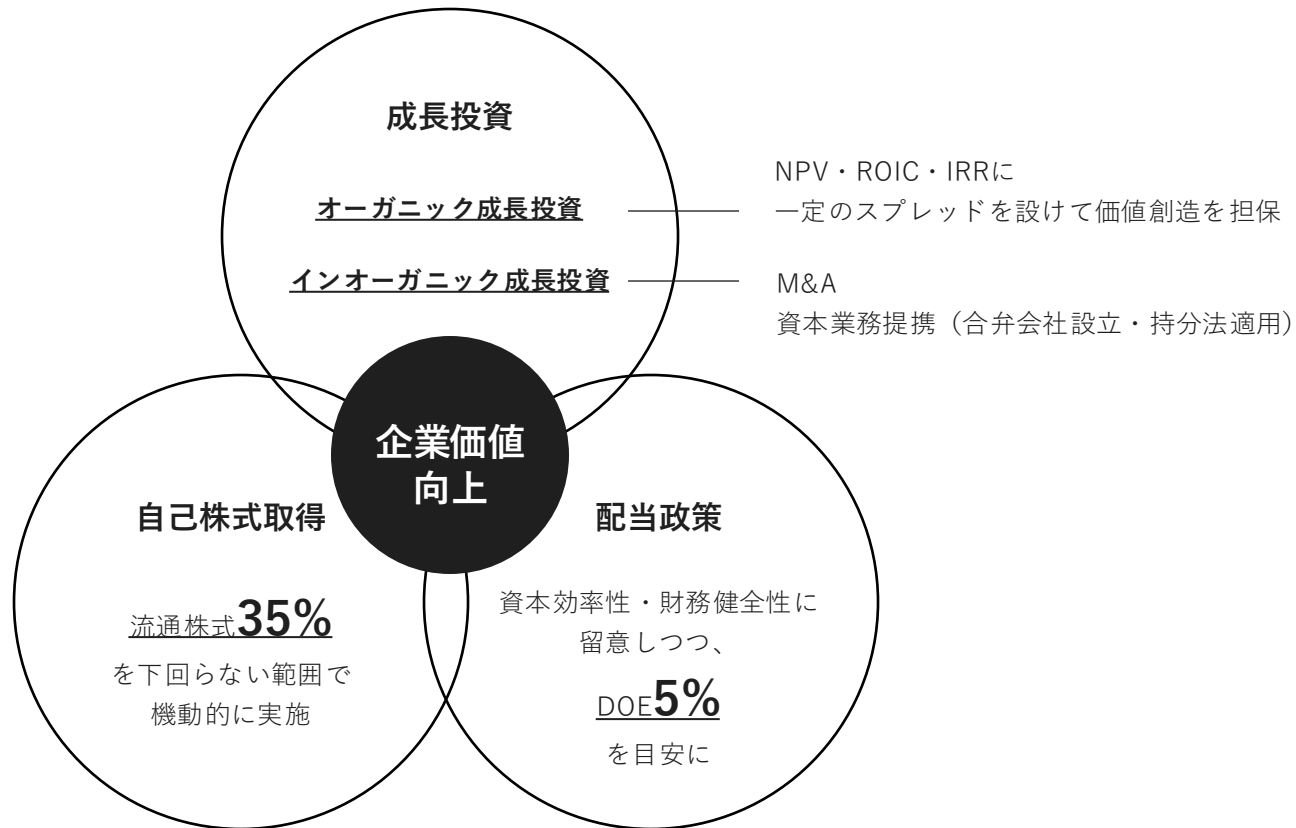 成長投資
オーガニック成長投資
インオーガニック成長投資
NPV・ROIC・IRRに
一定のスプレッドを設けて価値創造を担保
M&A
資本業務提携（合弁会社設立・持分法適用）
企業価値
向上
自己株式取得
流通株式35%
を下回らない範囲で
機動的に実施
配当政策
資本効率性・財務健全性に
留意しつつ、
DOE5%
を目安に